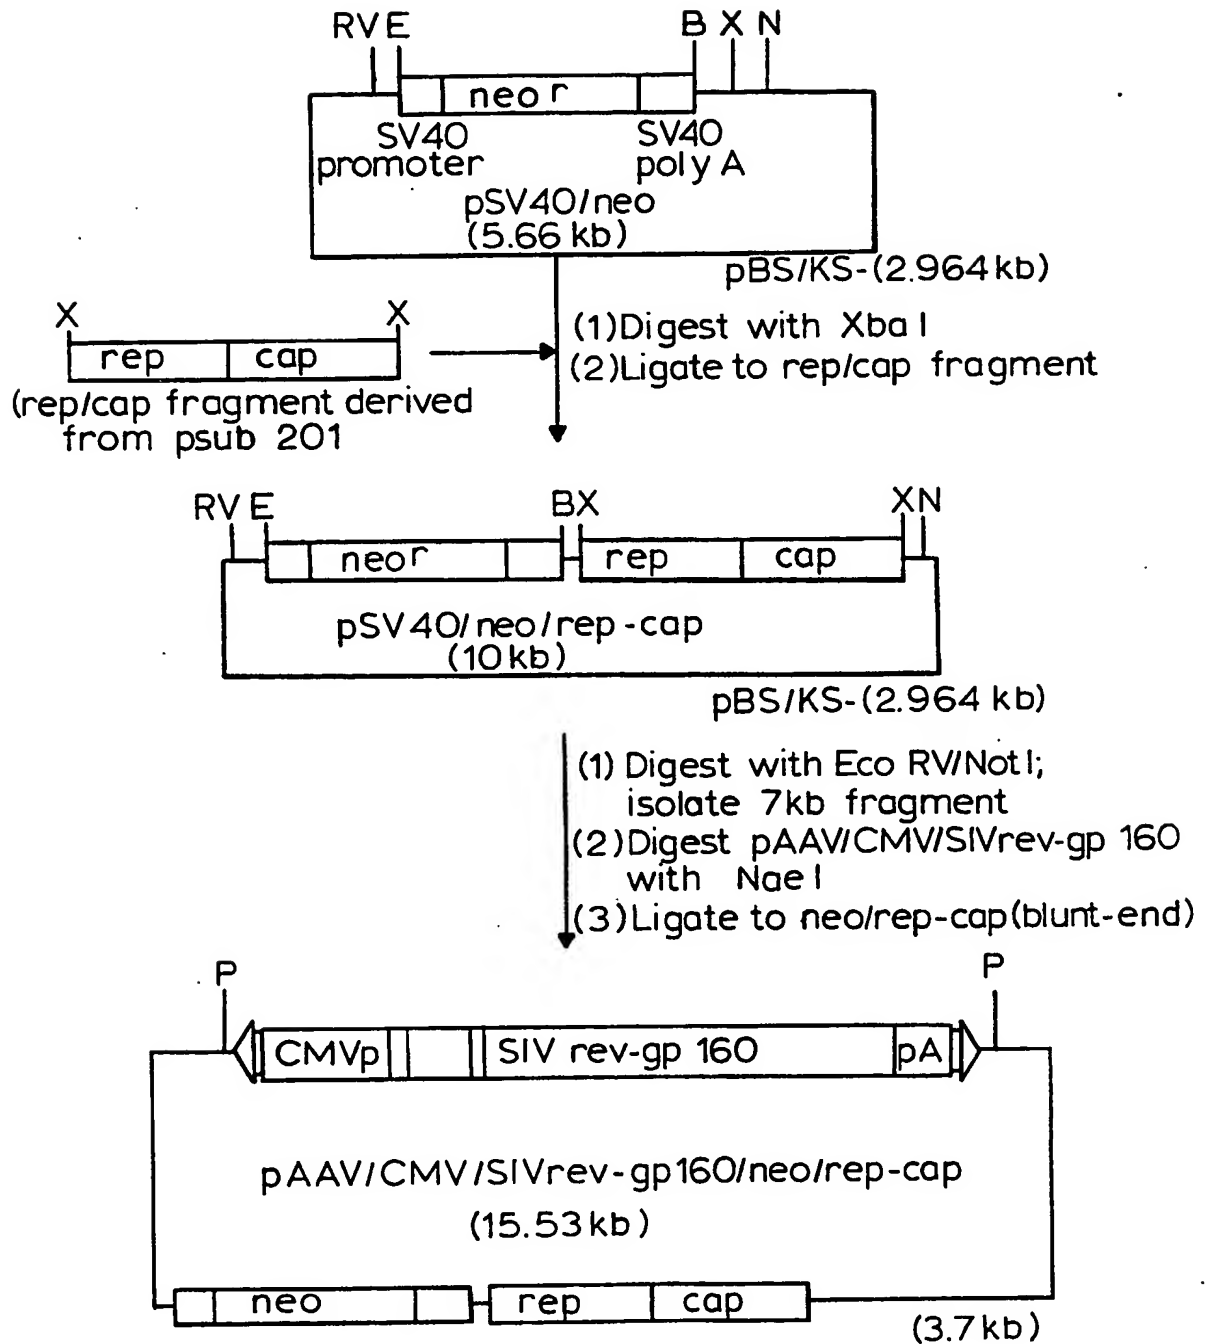 RV E B X N
neo r
SV40 promoter
SV40 poly A
pSV40/neo
(5.66 kb)
pBS/KS-(2.964 kb)
X X
rep cap
(rep/cap fragment derived
from psub 201
(1) Digest with Xba I
(2) Ligate to rep/cap fragment
RV E BX XN
neor rep cap
pSV40/neo/rep-cap
(10 kb)
pBS/KS-(2.964 kb)
(1) Digest with Eco RV/Not I;
isolate 7kb fragment
(2) Digest pAAV/CMV/SIVrev-gp 160
with Nae I
(3) Ligate to neo/rep-cap (blunt-end)
P P
CMVp SIV rev-gp 160 pA
pAAV/CMV/SIVrev-gp160/neo/rep-cap
(15.53 kb)
neo rep cap
(3.7 kb)